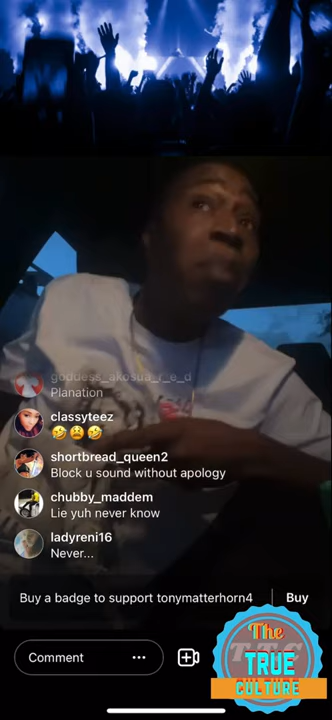 goddess_akosua_r_e_d
Planation
classyteez
🤣😫🤣
shortbread_queen2
Block u sound without apology
chubby_maddem
Lie yuh never know
ladyreni16
Never...
Buy a badge to support tonymatterhorn4
Buy
Comment
The
TRUE
CULTURE